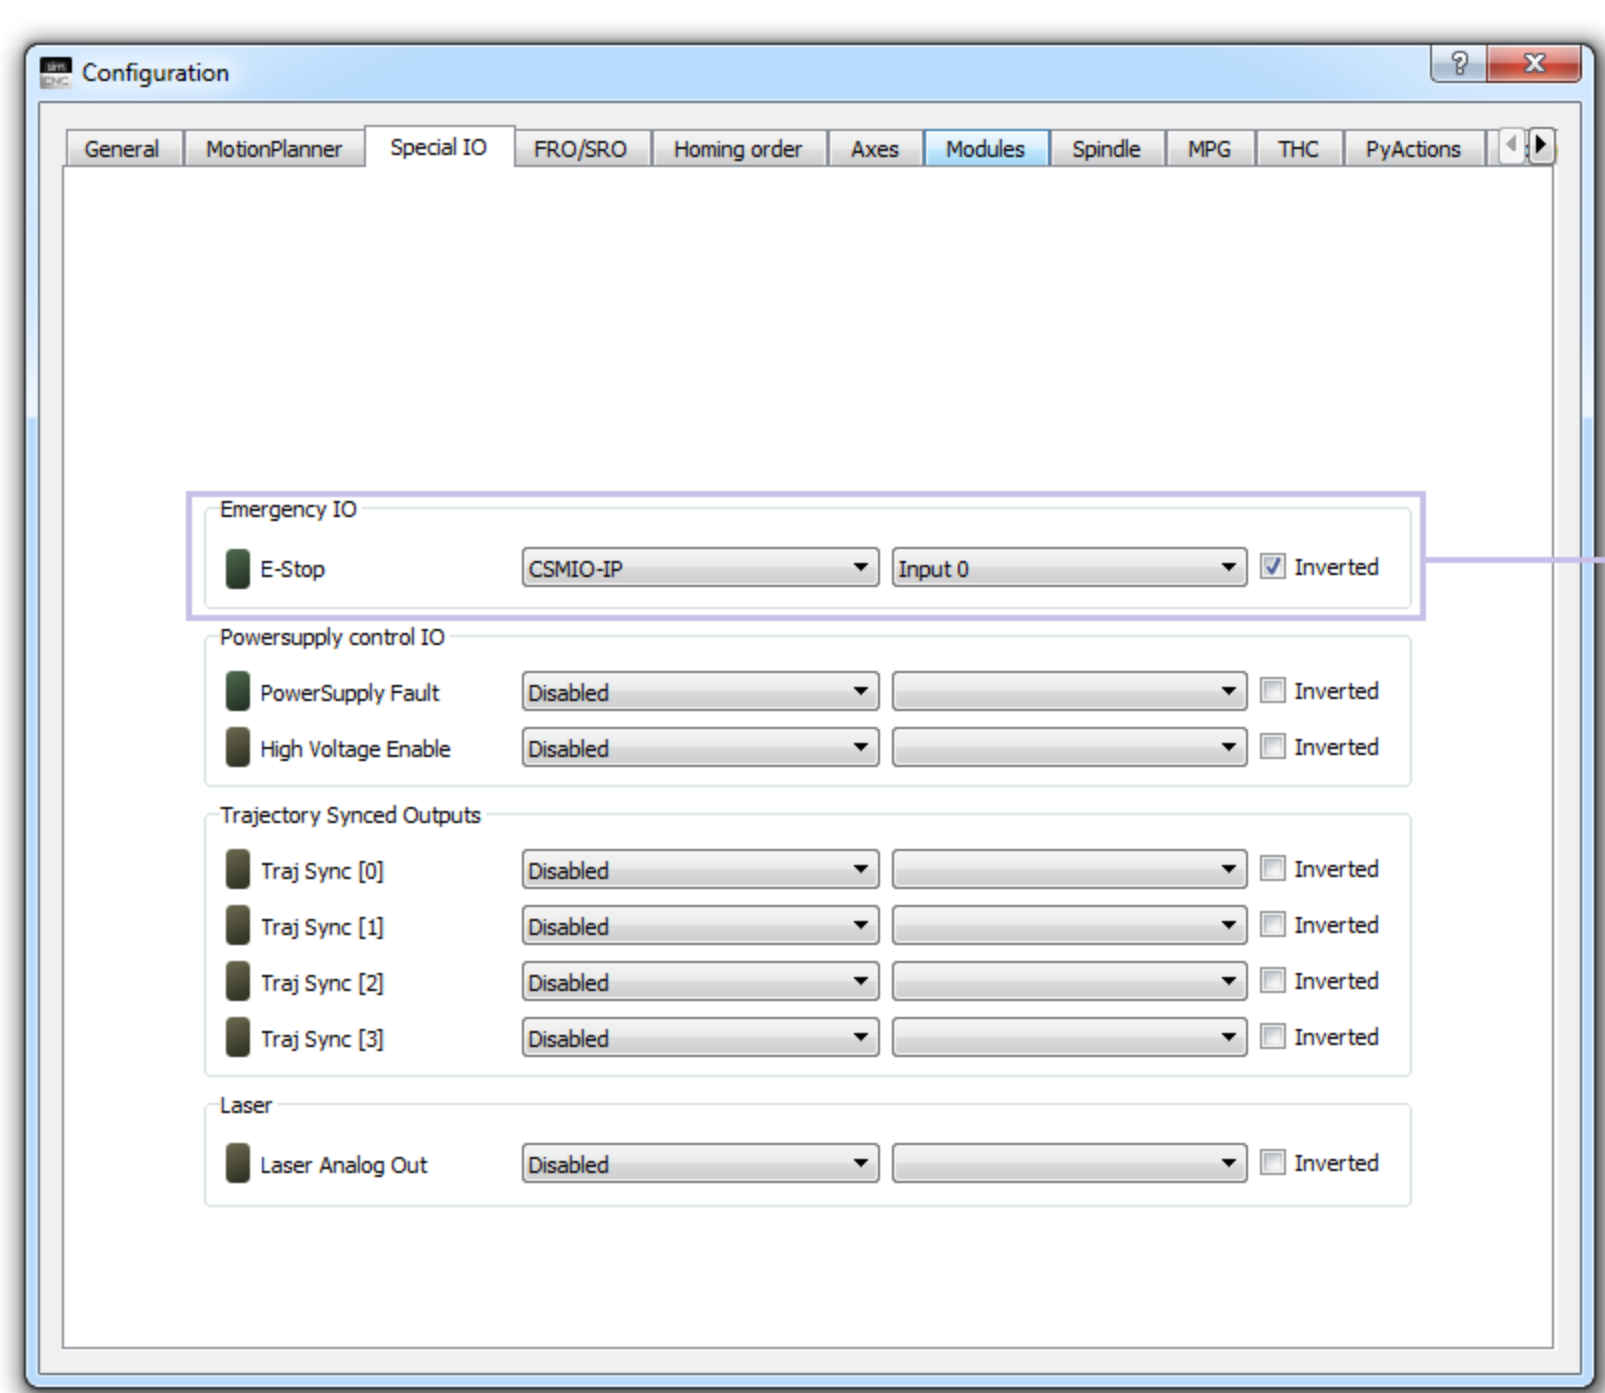 sim
CNC
Configuration
?
General MotionPlanner Special IO FRO/SRO Homing order Axes Modules Spindle MPG THC PyActions
Emergency IO
E-Stop CSMIO-IP Input 0 Inverted
Powersupply control IO
PowerSupply Fault Disabled Inverted
High Voltage Enable Disabled Inverted
Trajectory Synced Outputs
Traj Sync [0] Disabled Inverted
Traj Sync [1] Disabled Inverted
Traj Sync [2] Disabled Inverted
Traj Sync [3] Disabled Inverted
Laser
Laser Analog Out Disabled Inverted